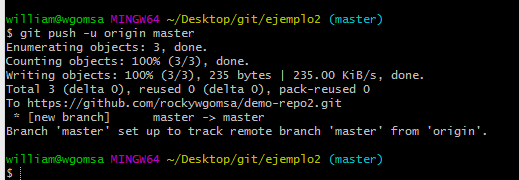 william@wgomsa MINGW64 ~/Desktop/git/ejemplo2 (master)
$ git push -u origin master
Enumerating objects: 3, done.
Counting objects: 100% (3/3), done.
Writing objects: 100% (3/3), 235 bytes | 235.00 KiB/s, done.
Total 3 (delta 0), reused 0 (delta 0), pack-reused 0
To https://github.com/rockywgomsa/demo-repo2.git
 * [new branch]      master -> master
Branch 'master' set up to track remote branch 'master' from 'origin'.
william@wgomsa MINGW64 ~/Desktop/git/ejemplo2 (master)
$